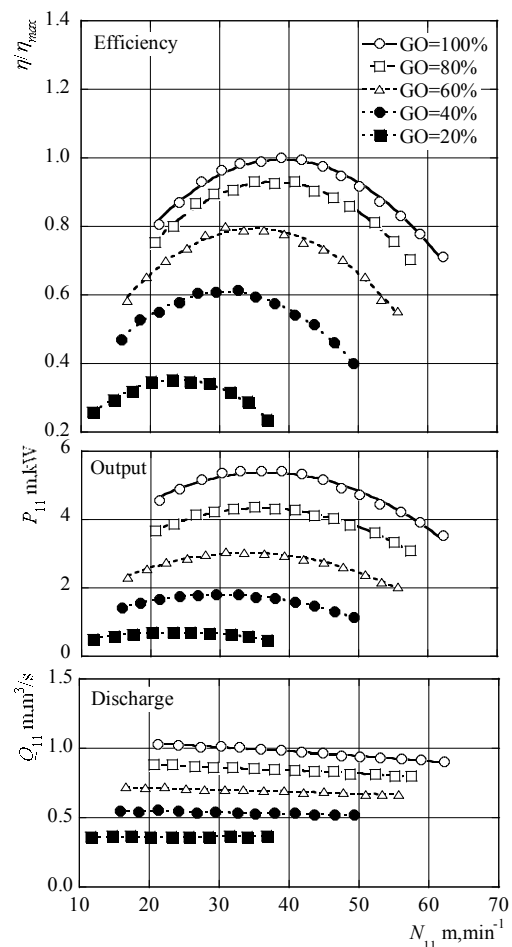 Efficiency
GO=100%
GO=80%
GO=60%
GO=40%
GO=20%
η/η_max
1.4
1.2
1.0
0.8
0.6
0.4
0.2
Output
P₁₁ m.kW
6
4
2
0
Discharge
Q₁₁ m.m³/s
1.5
1.0
0.5
0.0
10 20 30 40 50 60 70
N₁₁ m,min⁻¹